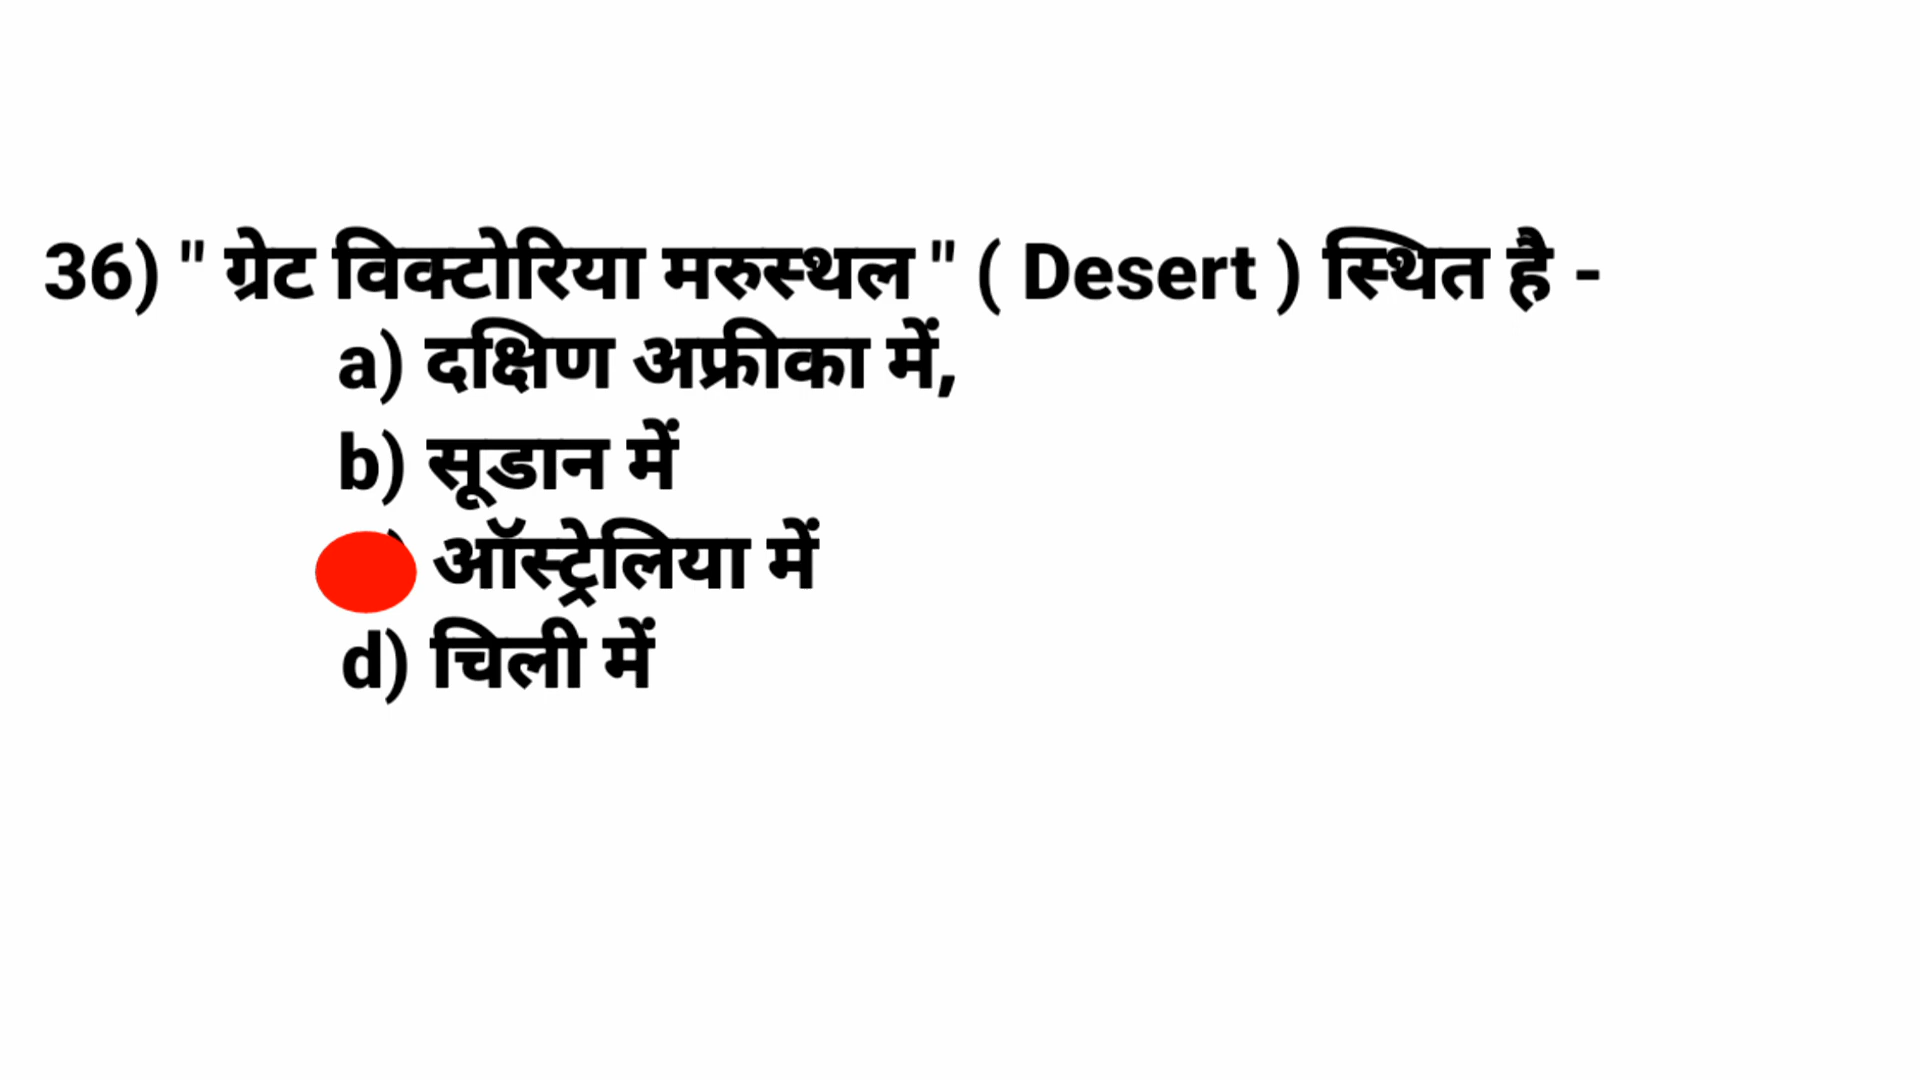 36) " ग्रेट विक्टोरिया मरुस्थल " ( Desert ) स्थित है -
a) दक्षिण अफ्रीका में,
b) सूडान में
) ऑस्ट्रेलिया में
d) चिली में